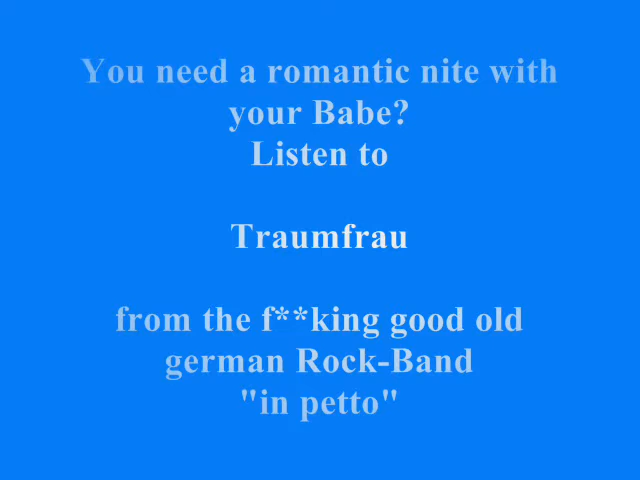 You need a romantic nite with
your Babe?
Listen to
Traumfrau
from the f**king good old
german Rock-Band
"in petto"